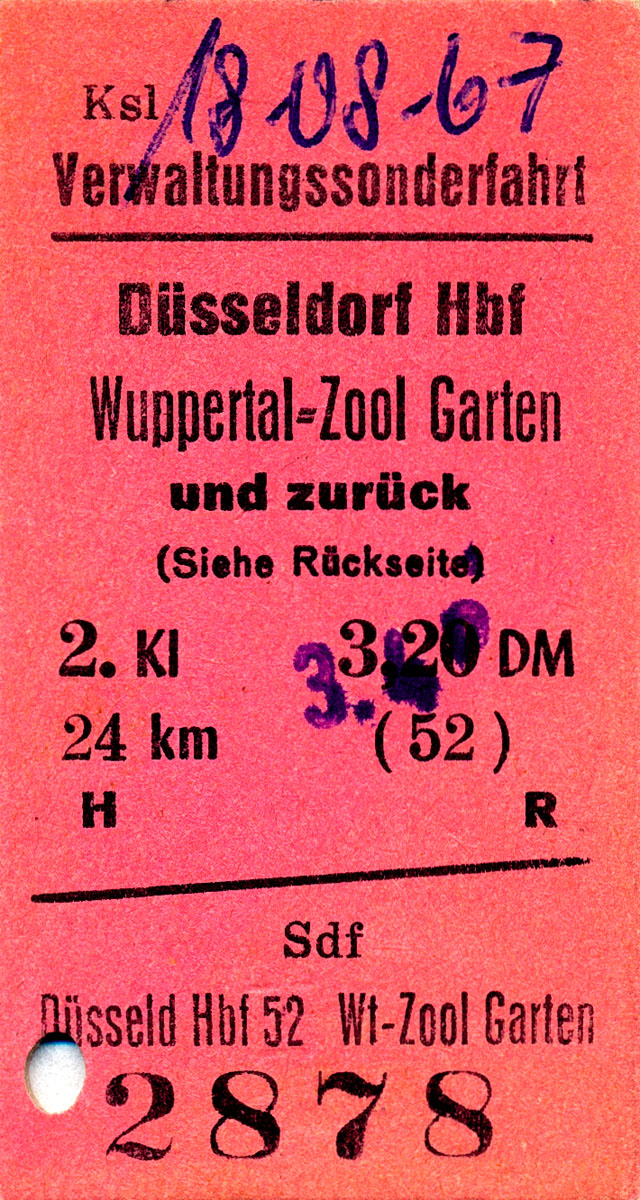 Ksl 18-08-67
Verwaltungssonderfahrt
Düsseldorf Hbf
Wuppertal=Zool Garten
und zurück
(Siehe Rückseite)
2. Kl 3,20 DM
3.40
24 km (52)
H R
Sdf
Düsseld Hbf 52 Wt-Zool Garten
2878